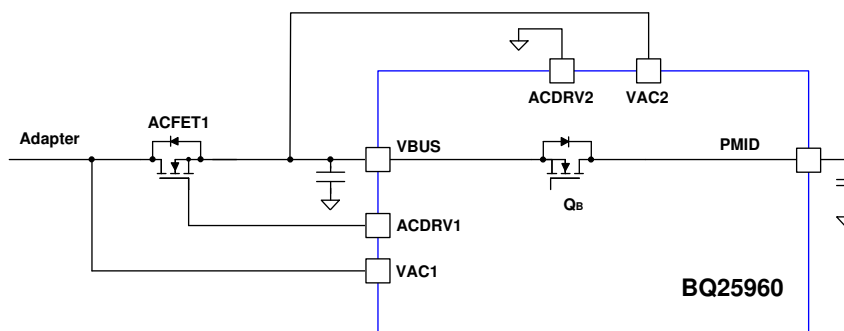 ACDRV2
VAC2
Adapter
ACFET1
VBUS
PMID
QB
ACDRV1
VAC1
BQ25960